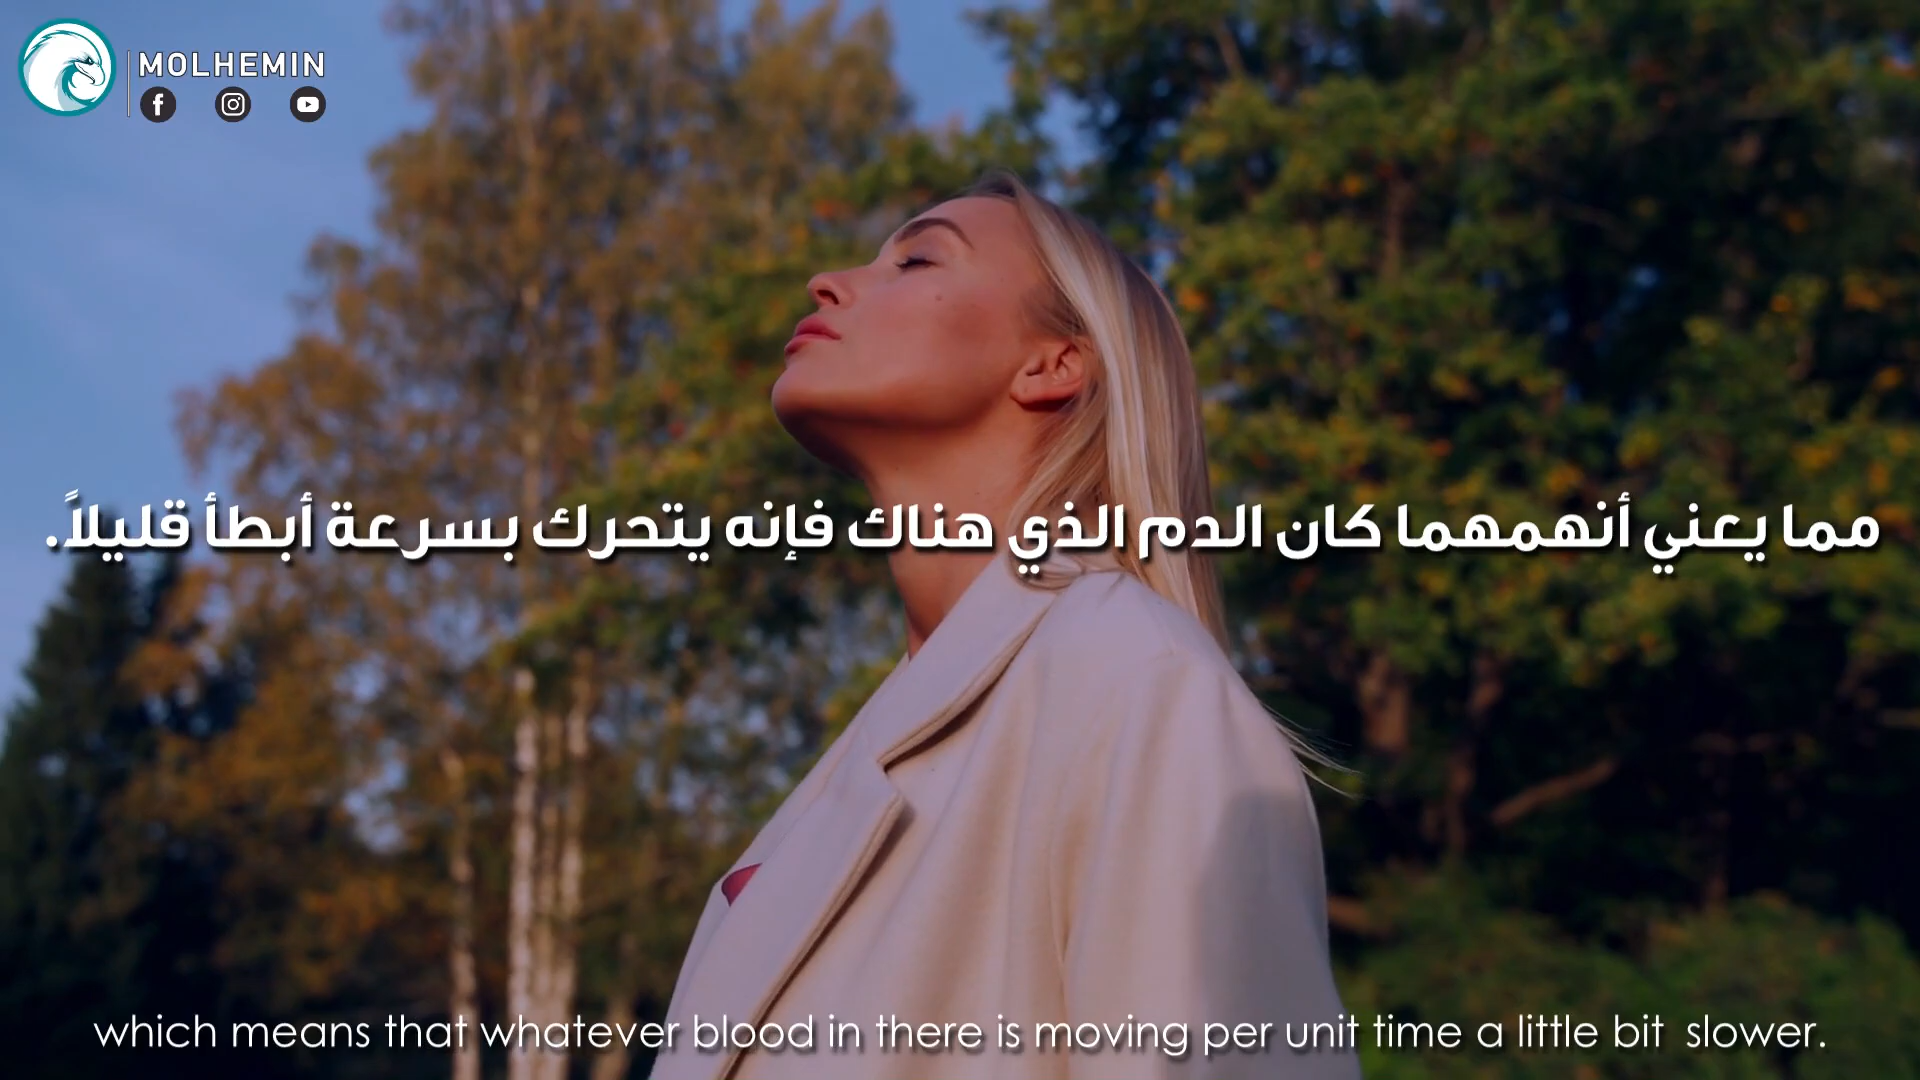 MOLHEMIN
مما يعني أنهمهما كان الدم الذي هناك فإنه يتحرك بسرعة أبطأ قليلاً.
which means that whatever blood in there is moving per unit time a little bit slower.